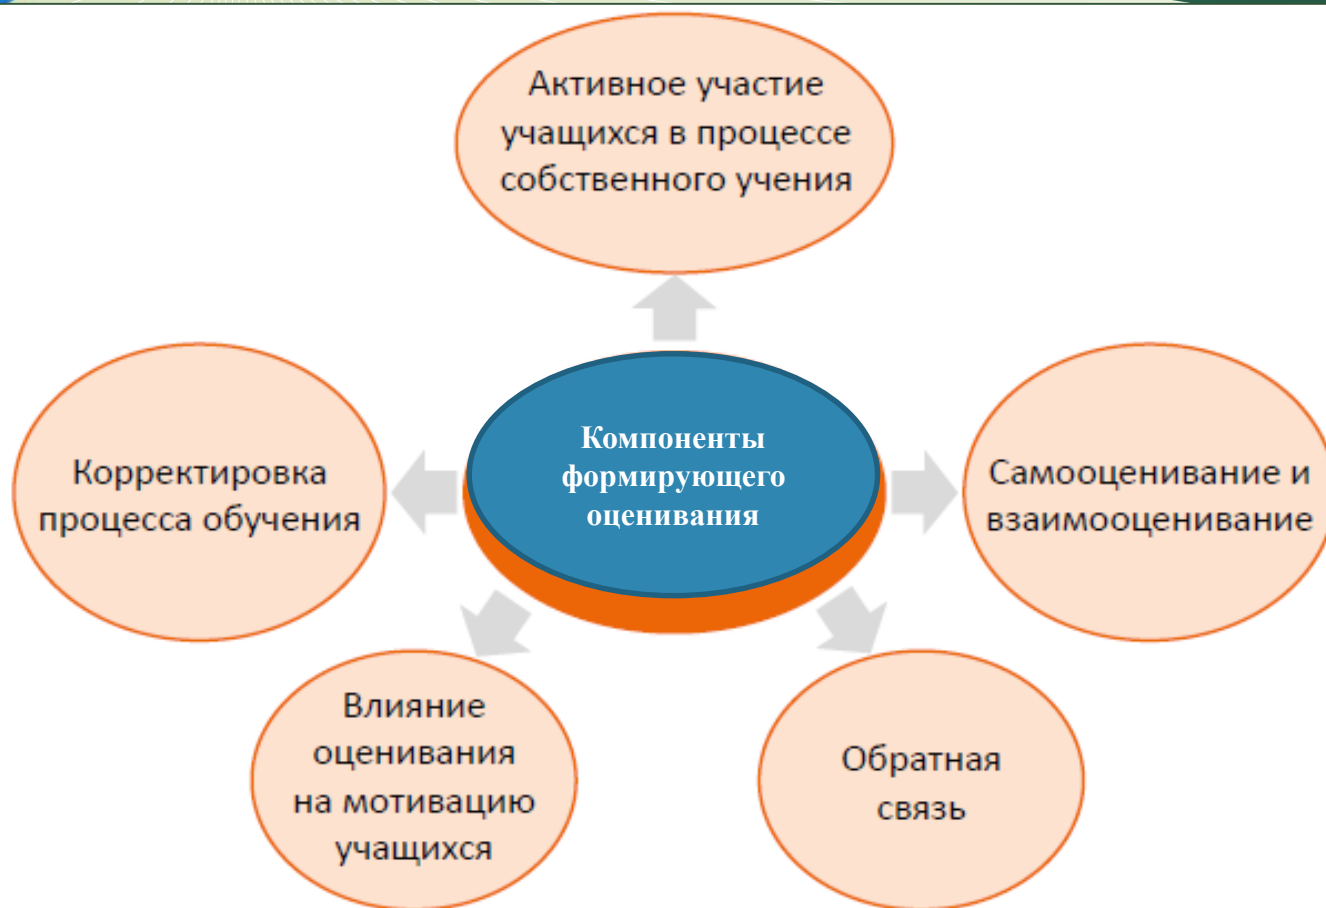 Активное участие
учащихся в процессе
собственного учения
Компоненты
формирующего
оценивания
Корректировка
процесса обучения
Самооценивание и
взаимооценивание
Влияние
оценивания
на мотивацию
учащихся
Обратная
связь